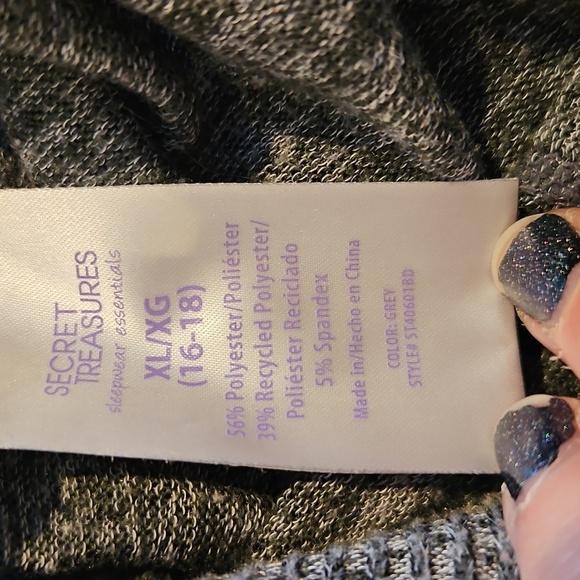 SECRET
TREASURES
sleepwear essentials
XL/XG
(16-18)
56% Polyester/Poliéster
39% Recycled Polyester/
Poliéster Reciclado
5% Spandex
Made in/Hecho en China
COLOR: GREY
STYLE# ST40601BD